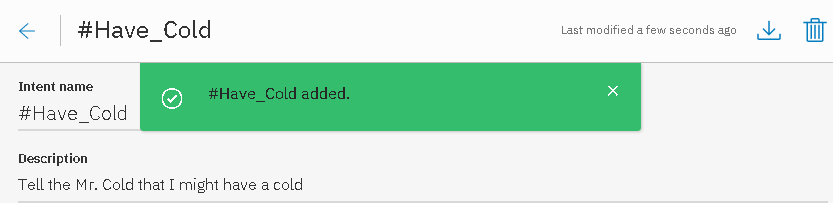 #Have_Cold
Last modified a few seconds ago
Intent name
#Have_Cold
#Have_Cold added.
Description
Tell the Mr. Cold that I might have a cold